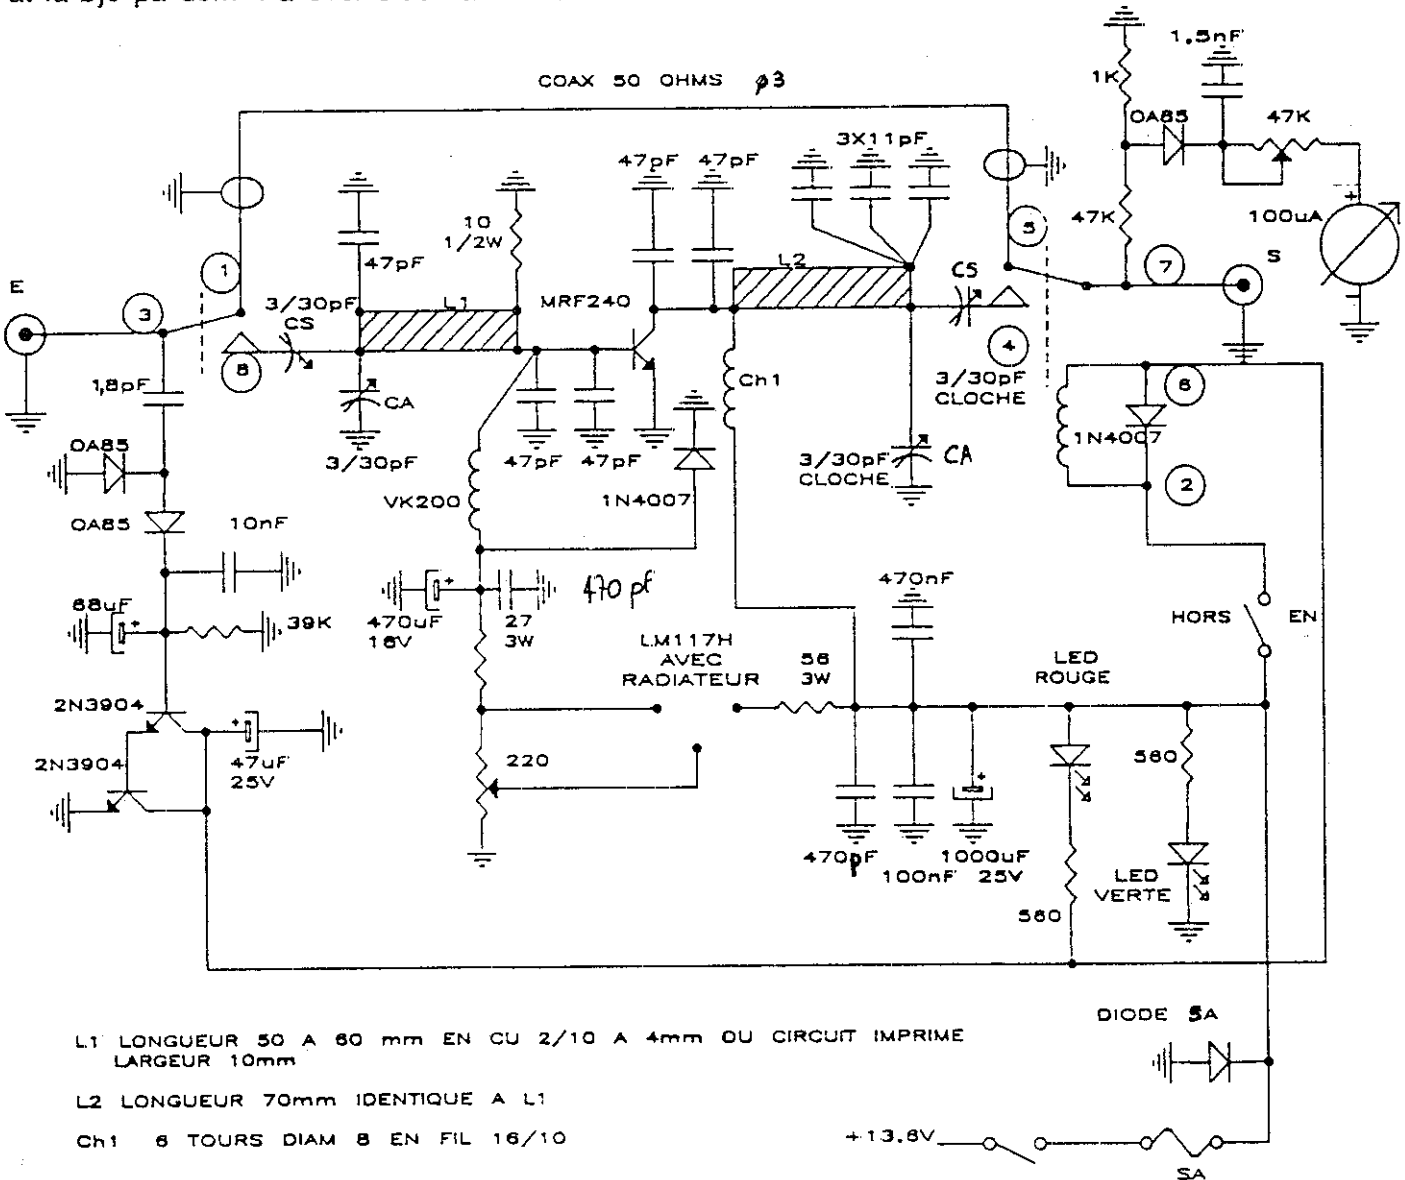 COAX 50 OHMS ø3
1,5nF
1K
OA85
47K
100uA
+
-
47K
S
7
5
3X11pF
47pF
47pF
10
1/2W
47pF
L1
MRF240
L2
CS
4
3/30pF
CLOCHE
E
3
1
3/30pF
CS
8
1,8pF
CA
3/30pF
47pF
47pF
Ch1
3/30pF
CLOCHE
CA
6
1N4007
2
OA85
OA85
10nF
VK200
1N4007
68uF
39K
470uF
16V
+
27
3W
470 pf
470nF
HORS
EN
LM117H
AVEC
RADIATEUR
56
3W
LED
ROUGE
2N3904
2N3904
+
47uF
25V
220
560
470pF
100nF
+
1000uF
25V
560
LED
VERTE
L1 LONGUEUR 50 A 60 mm EN CU 2/10 A 4mm OU CIRCUIT IMPRIME
LARGEUR 10mm
L2 LONGUEUR 70mm IDENTIQUE A L1
Ch1 6 TOURS DIAM 8 EN FIL 16/10
DIODE 5A
+13.6V
5A